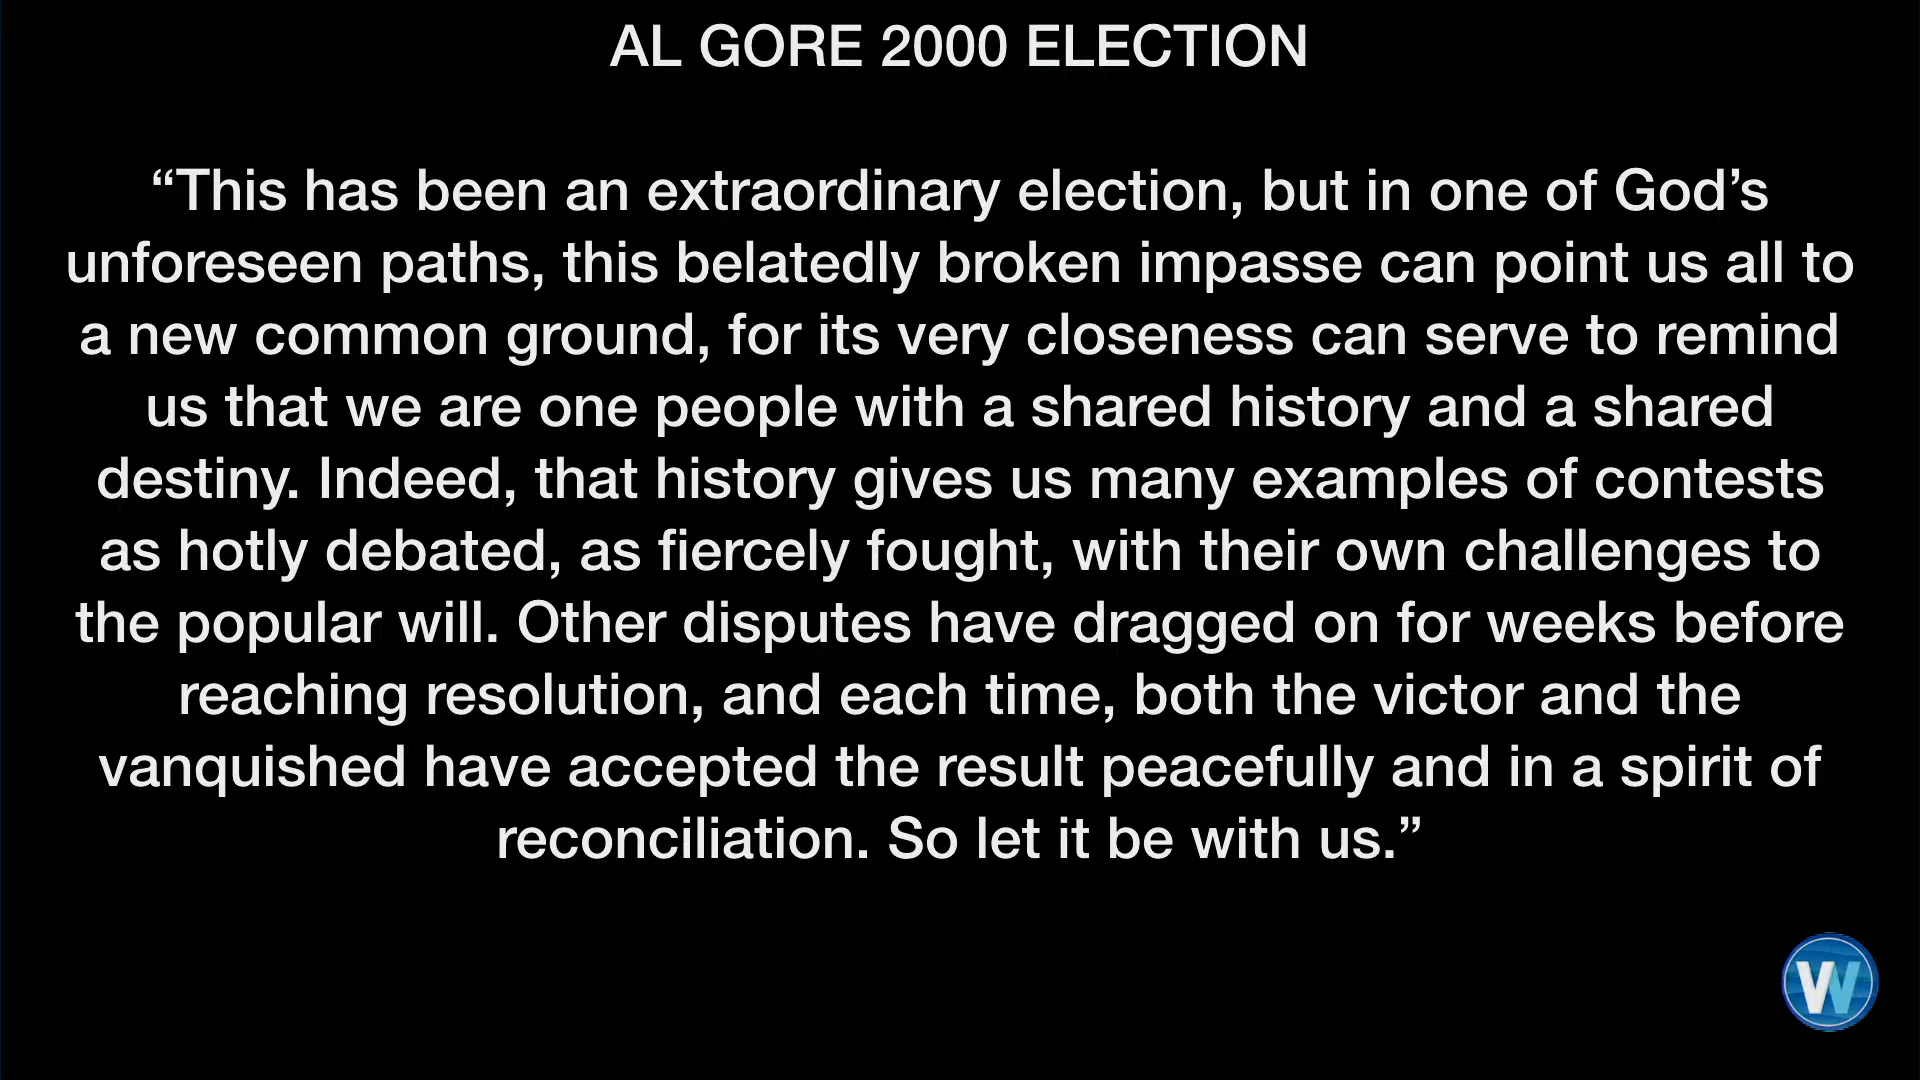 AL GORE 2000 ELECTION
“This has been an extraordinary election, but in one of God’s
unforeseen paths, this belatedly broken impasse can point us all to
a new common ground, for its very closeness can serve to remind
us that we are one people with a shared history and a shared
destiny. Indeed, that history gives us many examples of contests
as hotly debated, as fiercely fought, with their own challenges to
the popular will. Other disputes have dragged on for weeks before
reaching resolution, and each time, both the victor and the
vanquished have accepted the result peacefully and in a spirit of
reconciliation. So let it be with us.”
W